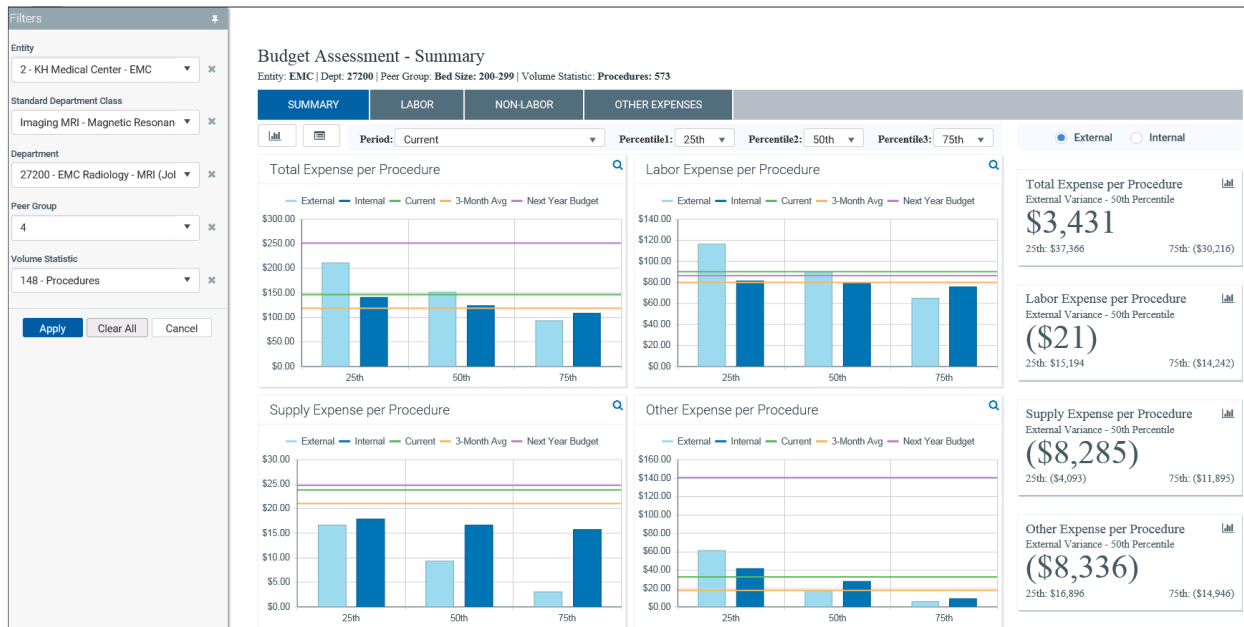 Filters
Entity
2 - KH Medical Center - EMC
Standard Department Class
Imaging MRI - Magnetic Resonan
Department
27200 - EMC Radiology - MRI (Jol
Peer Group
4
Volume Statistic
148 - Procedures
Apply Clear All Cancel
Budget Assessment - Summary
Entity: EMC | Dept: 27200 | Peer Group: Bed Size: 200-299 | Volume Statistic: Procedures: 573
SUMMARY LABOR NON-LABOR OTHER EXPENSES
Period: Current Percentile1: 25th Percentile2: 50th Percentile3: 75th
External Internal
Total Expense per Procedure
External Internal Current 3-Month Avg Next Year Budget
$300.00
$250.00
$200.00
$150.00
$100.00
$50.00
$0.00
25th 50th 75th
Labor Expense per Procedure
External Internal Current 3-Month Avg Next Year Budget
$140.00
$120.00
$100.00
$80.00
$60.00
$40.00
$20.00
$0.00
25th 50th 75th
Supply Expense per Procedure
External Internal Current 3-Month Avg Next Year Budget
$30.00
$25.00
$20.00
$15.00
$10.00
$5.00
$0.00
25th 50th 75th
Other Expense per Procedure
External Internal Current 3-Month Avg Next Year Budget
$160.00
$140.00
$120.00
$100.00
$80.00
$60.00
$40.00
$20.00
$0.00
25th 50th 75th
Total Expense per Procedure
External Variance - 50th Percentile
$3,431
25th: $37,366 75th: ($30,216)
Labor Expense per Procedure
External Variance - 50th Percentile
($21)
25th: $15,194 75th: ($14,242)
Supply Expense per Procedure
External Variance - 50th Percentile
($8,285)
25th: ($4,093) 75th: ($11,895)
Other Expense per Procedure
External Variance - 50th Percentile
($8,336)
25th: $16,896 75th: ($14,946)